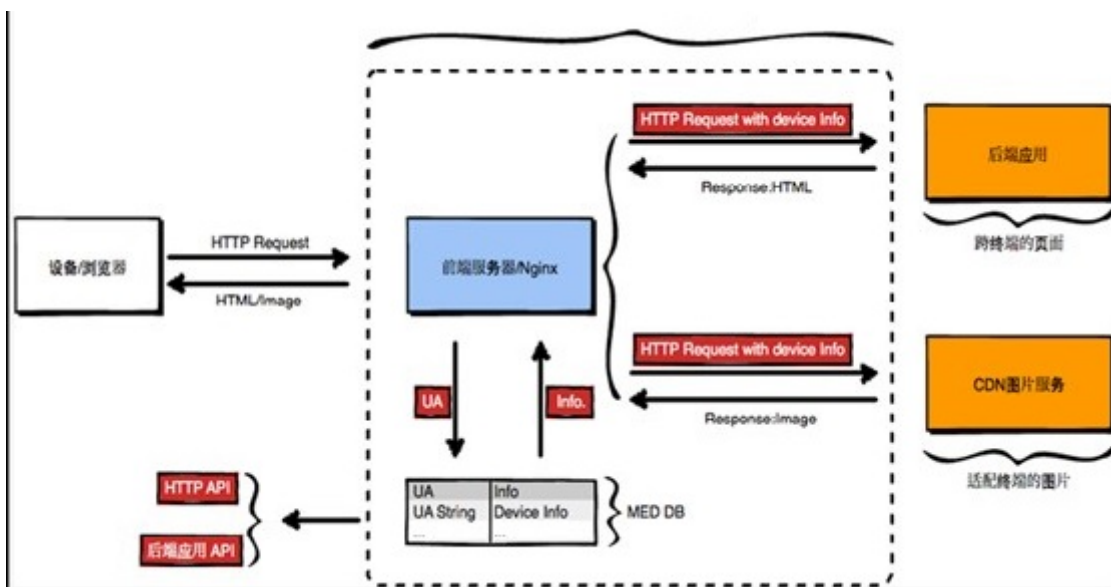 HTTP Request with device Info
后端应用
Response:HTML
跨终端的页面
HTTP Request
设备/浏览器
HTML/Image
前端服务器/Nginx
HTTP Request with device Info
CDN图片服务
Response:Image
适配终端的图片
UA
Info.
UA Info
UA String Device Info
... ...
MED DB
HTTP API
后端应用 API